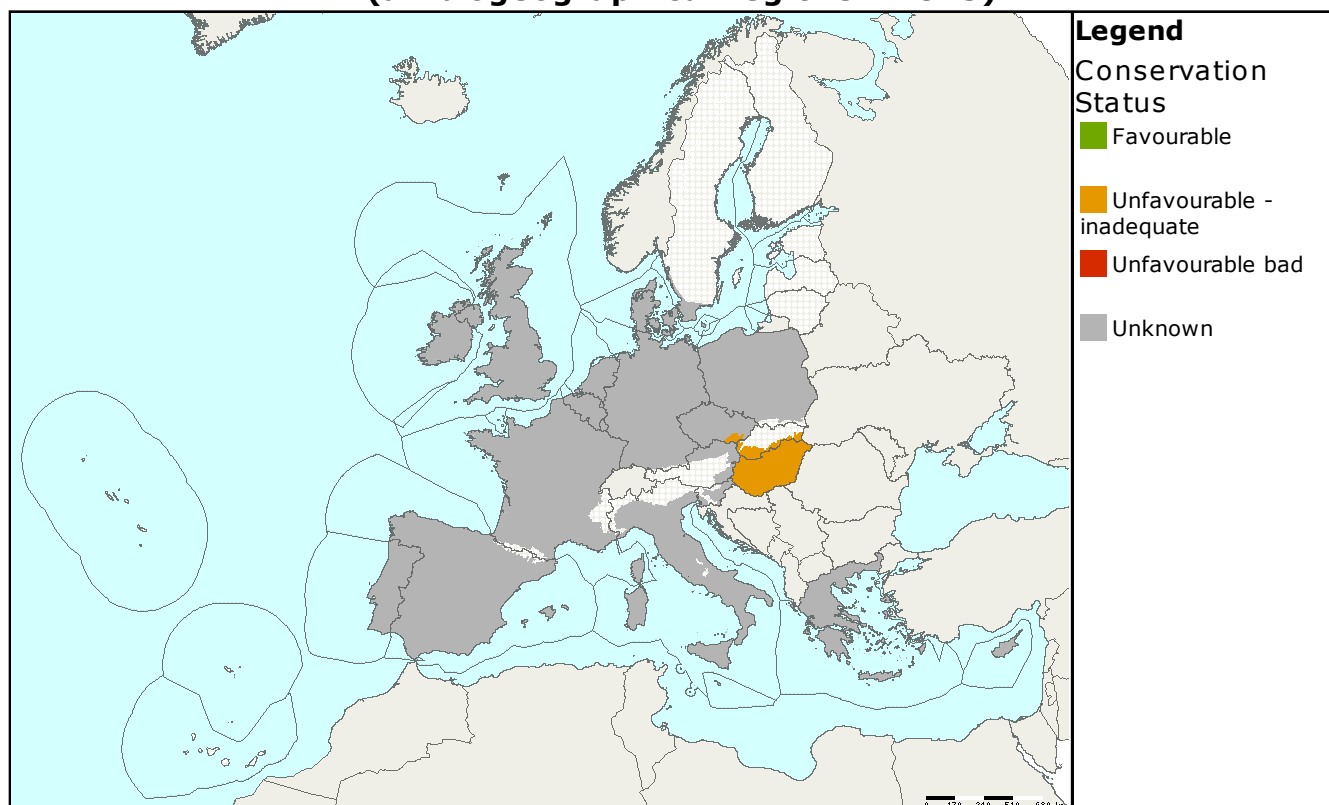 Legend
Conservation
Status
Favourable
Unfavourable -
inadequate
Unfavourable bad
Unknown